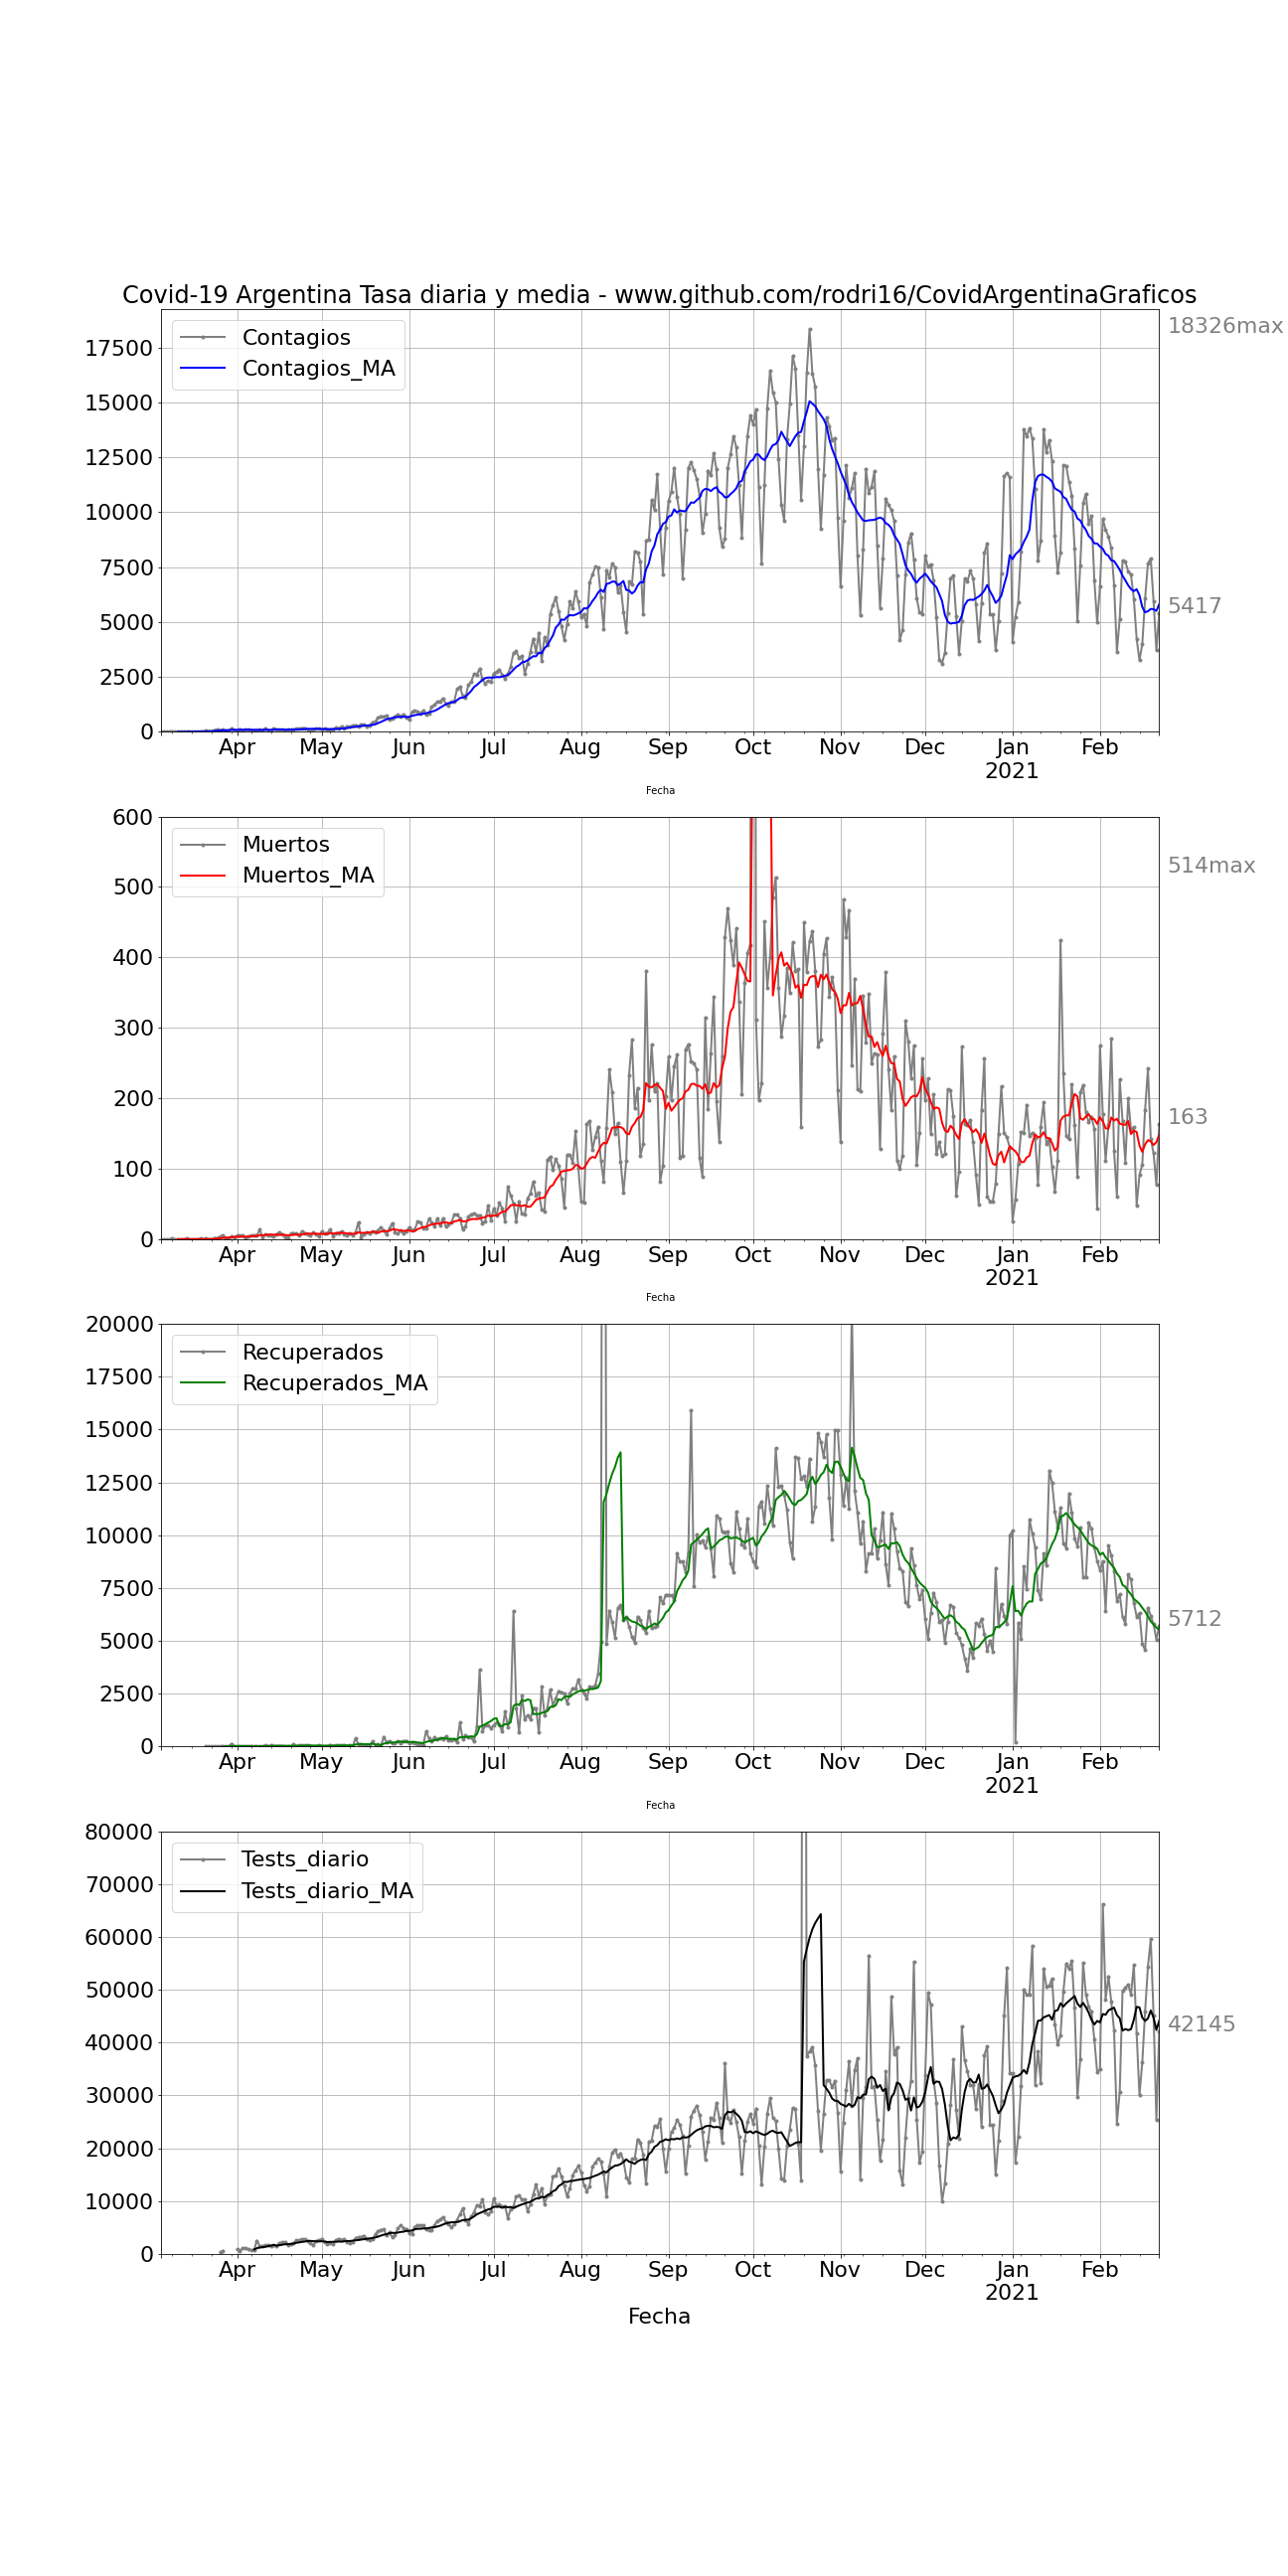 Covid-19 Argentina Tasa diaria y media - www.github.com/rodri16/CovidArgentinaGraficos
18326max
Contagios
Contagios_MA
17500
15000
12500
10000
7500
5000
2500
0
5417
Apr May Jun Jul Aug Sep Oct Nov Dec Jan Feb
2021
Fecha
600
500
400
300
200
100
0
Muertos
Muertos_MA
514max
163
Apr May Jun Jul Aug Sep Oct Nov Dec Jan Feb
2021
Fecha
20000
17500
15000
12500
10000
7500
5000
2500
0
Recuperados
Recuperados_MA
5712
Apr May Jun Jul Aug Sep Oct Nov Dec Jan Feb
2021
Fecha
80000
70000
60000
50000
40000
30000
20000
10000
0
Tests_diario
Tests_diario_MA
42145
Apr May Jun Jul Aug Sep Oct Nov Dec Jan Feb
2021
Fecha